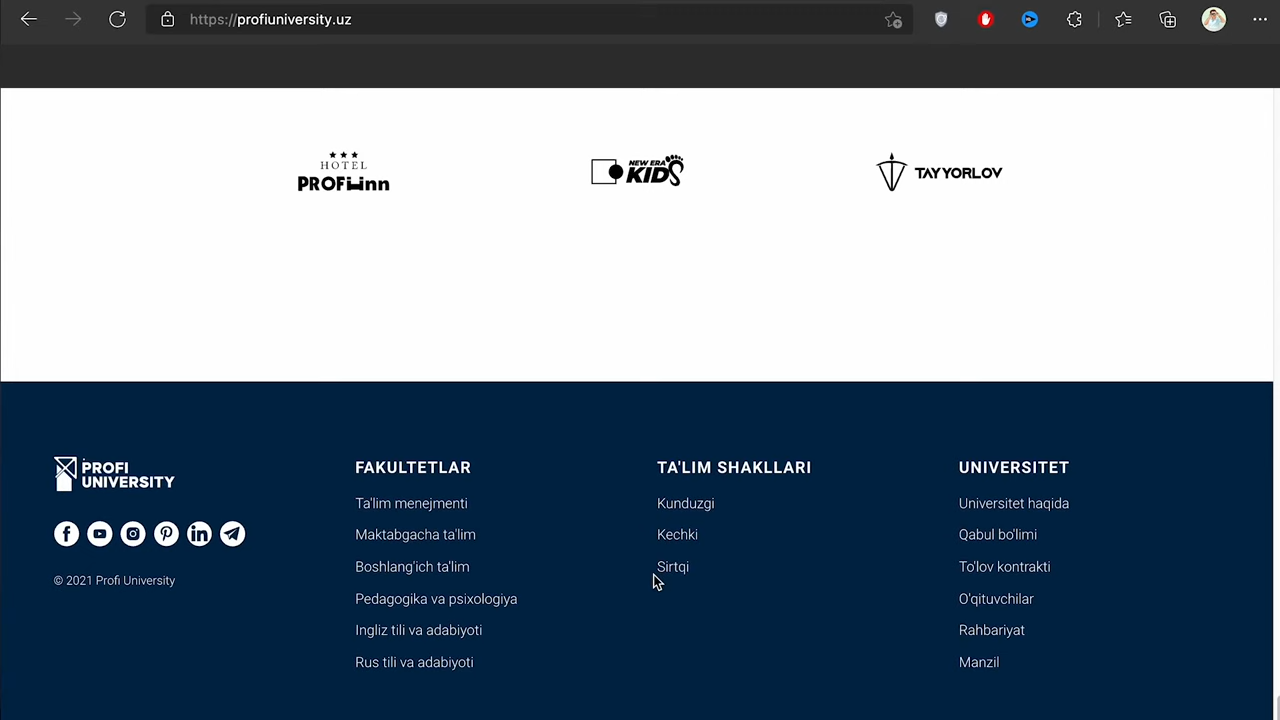 https://profiuniversity.uz
HOTEL
PROFi inn
NEW ERA
KIDS
TAYYORLOV
PROFI
UNIVERSITY
© 2021 Profi University
FAKULTETLAR
Ta'lim menejmenti
Maktabgacha ta'lim
Boshlang'ich ta'lim
Pedagogika va psixologiya
Ingliz tili va adabiyoti
Rus tili va adabiyoti
TA'LIM SHAKLLARI
Kunduzgi
Kechki
Sirtqi
UNIVERSITET
Universitet haqida
Qabul bo'limi
To'lov kontrakti
O'qituvchilar
Rahbariyat
Manzil